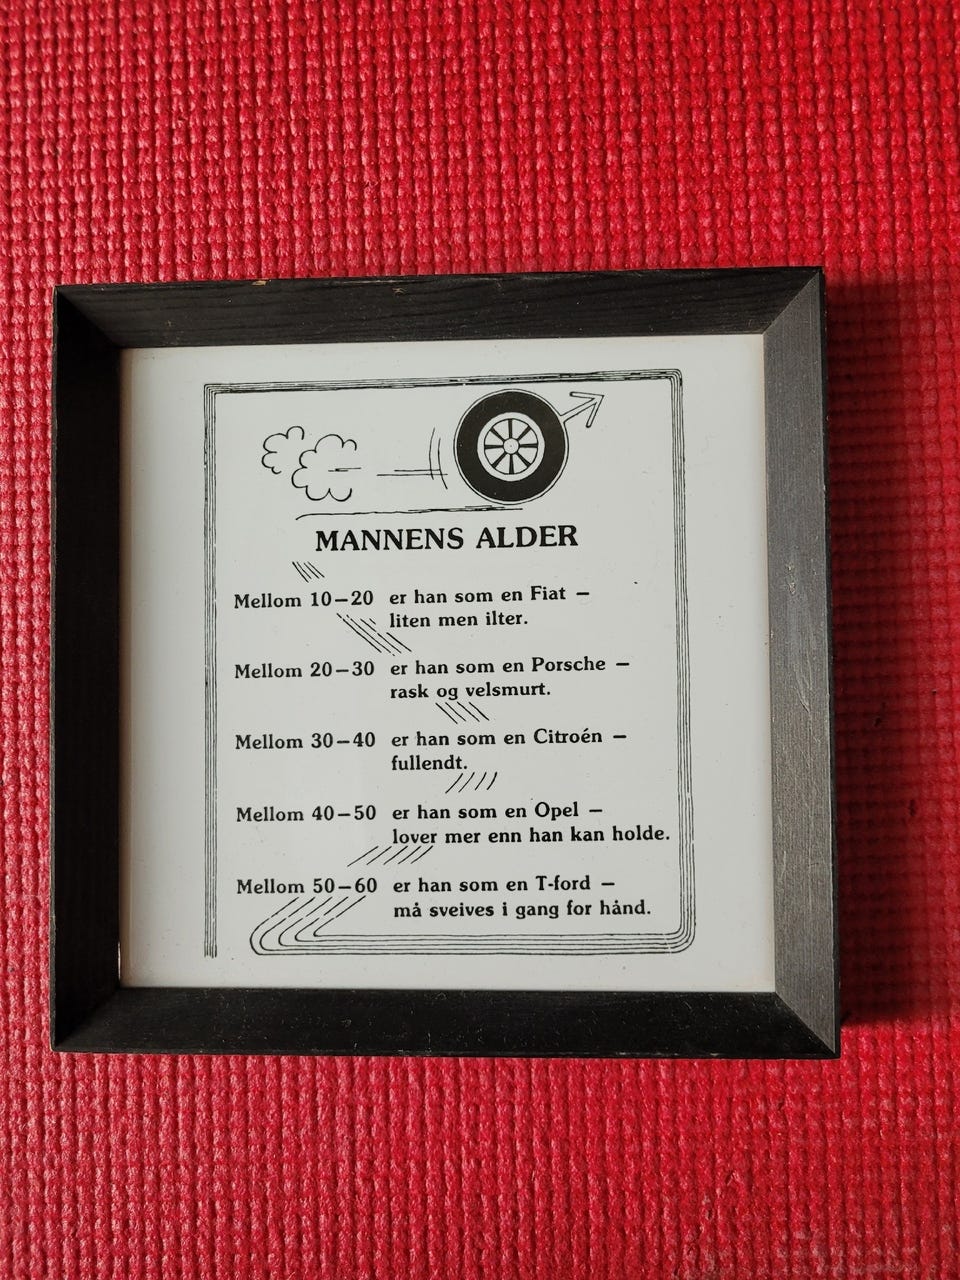 MANNENS ALDER
Mellom 10–20 er han som en Fiat –
liten men ilter.
Mellom 20–30 er han som en Porsche –
rask og velsmurt.
Mellom 30–40 er han som en Citroén –
fullendt.
Mellom 40–50 er han som en Opel –
lover mer enn han kan holde.
Mellom 50–60 er han som en T-ford –
må sveives i gang for hånd.